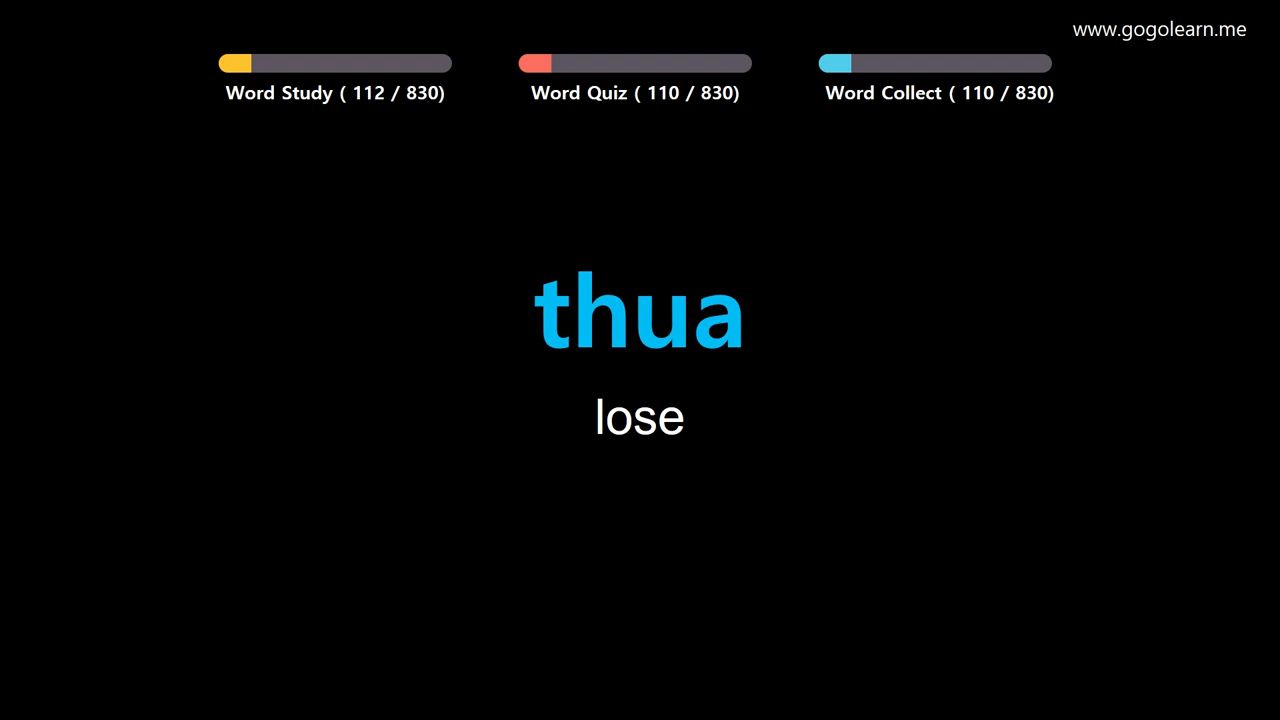 www.gogolearn.me
Word Study ( 112 / 830)
Word Quiz ( 110 / 830)
Word Collect ( 110 / 830)
thua
lose